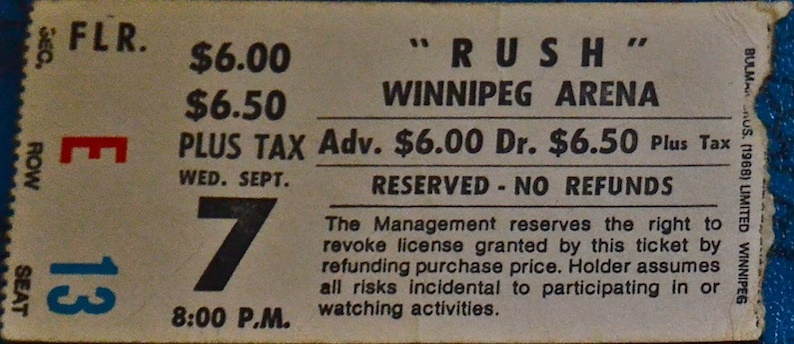 SEC.
FLR.
ROW
E
SEAT
13
$6.00
$6.50
PLUS TAX
WED. SEPT.
7
8:00 P.M.
" RUSH "
WINNIPEG ARENA
Adv. $6.00 Dr. $6.50 Plus Tax
RESERVED - NO REFUNDS
The Management reserves the right to
revoke license granted by this ticket by
refunding purchase price. Holder assumes
all risks incidental to participating in or
watching activities.
(1968) LIMITED WINNIPEG